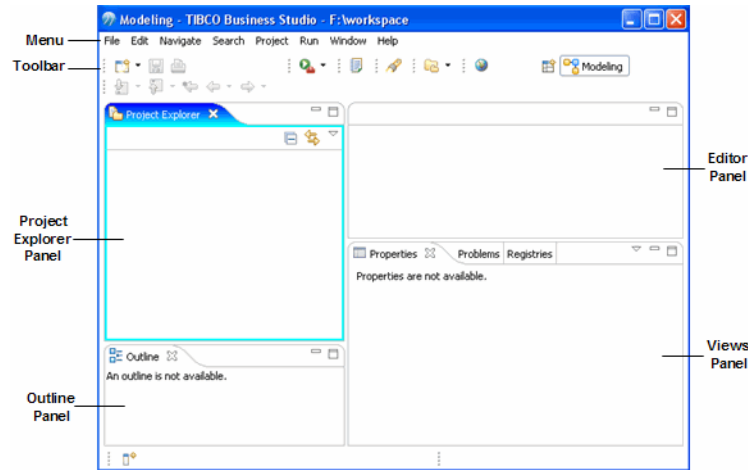 Modeling - TIBCO Business Studio - F:\workspace
Menu
File Edit Navigate Search Project Run Window Help
Toolbar
Modeling
Project Explorer
Editor
Panel
Project
Explorer
Panel
Properties Problems Registries
Properties are not available.
Outline
An outline is not available.
Views
Panel
Outline
Panel